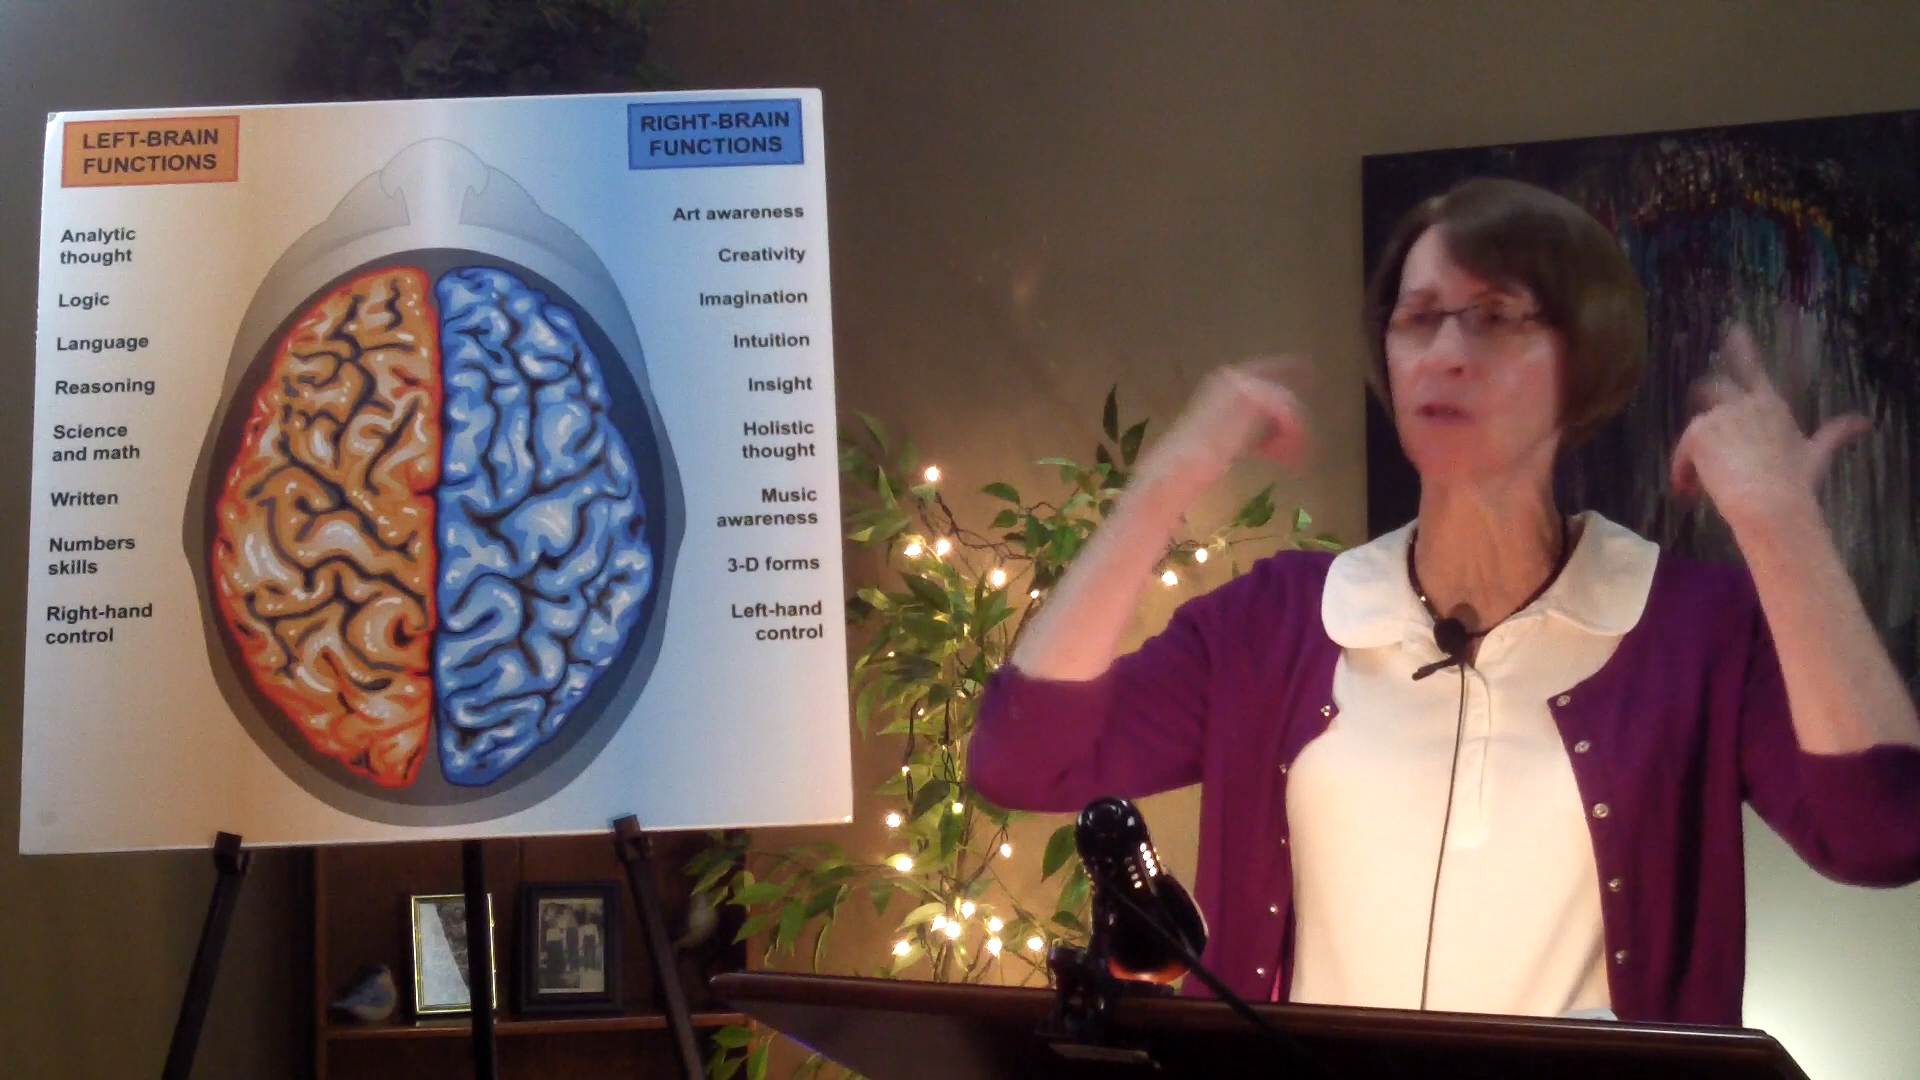 LEFT-BRAIN
FUNCTIONS
Analytic
thought
Logic
Language
Reasoning
Science
and math
Written
Numbers
skills
Right-hand
control
RIGHT-BRAIN
FUNCTIONS
Art awareness
Creativity
Imagination
Intuition
Insight
Holistic
thought
Music
awareness
3-D forms
Left-hand
control